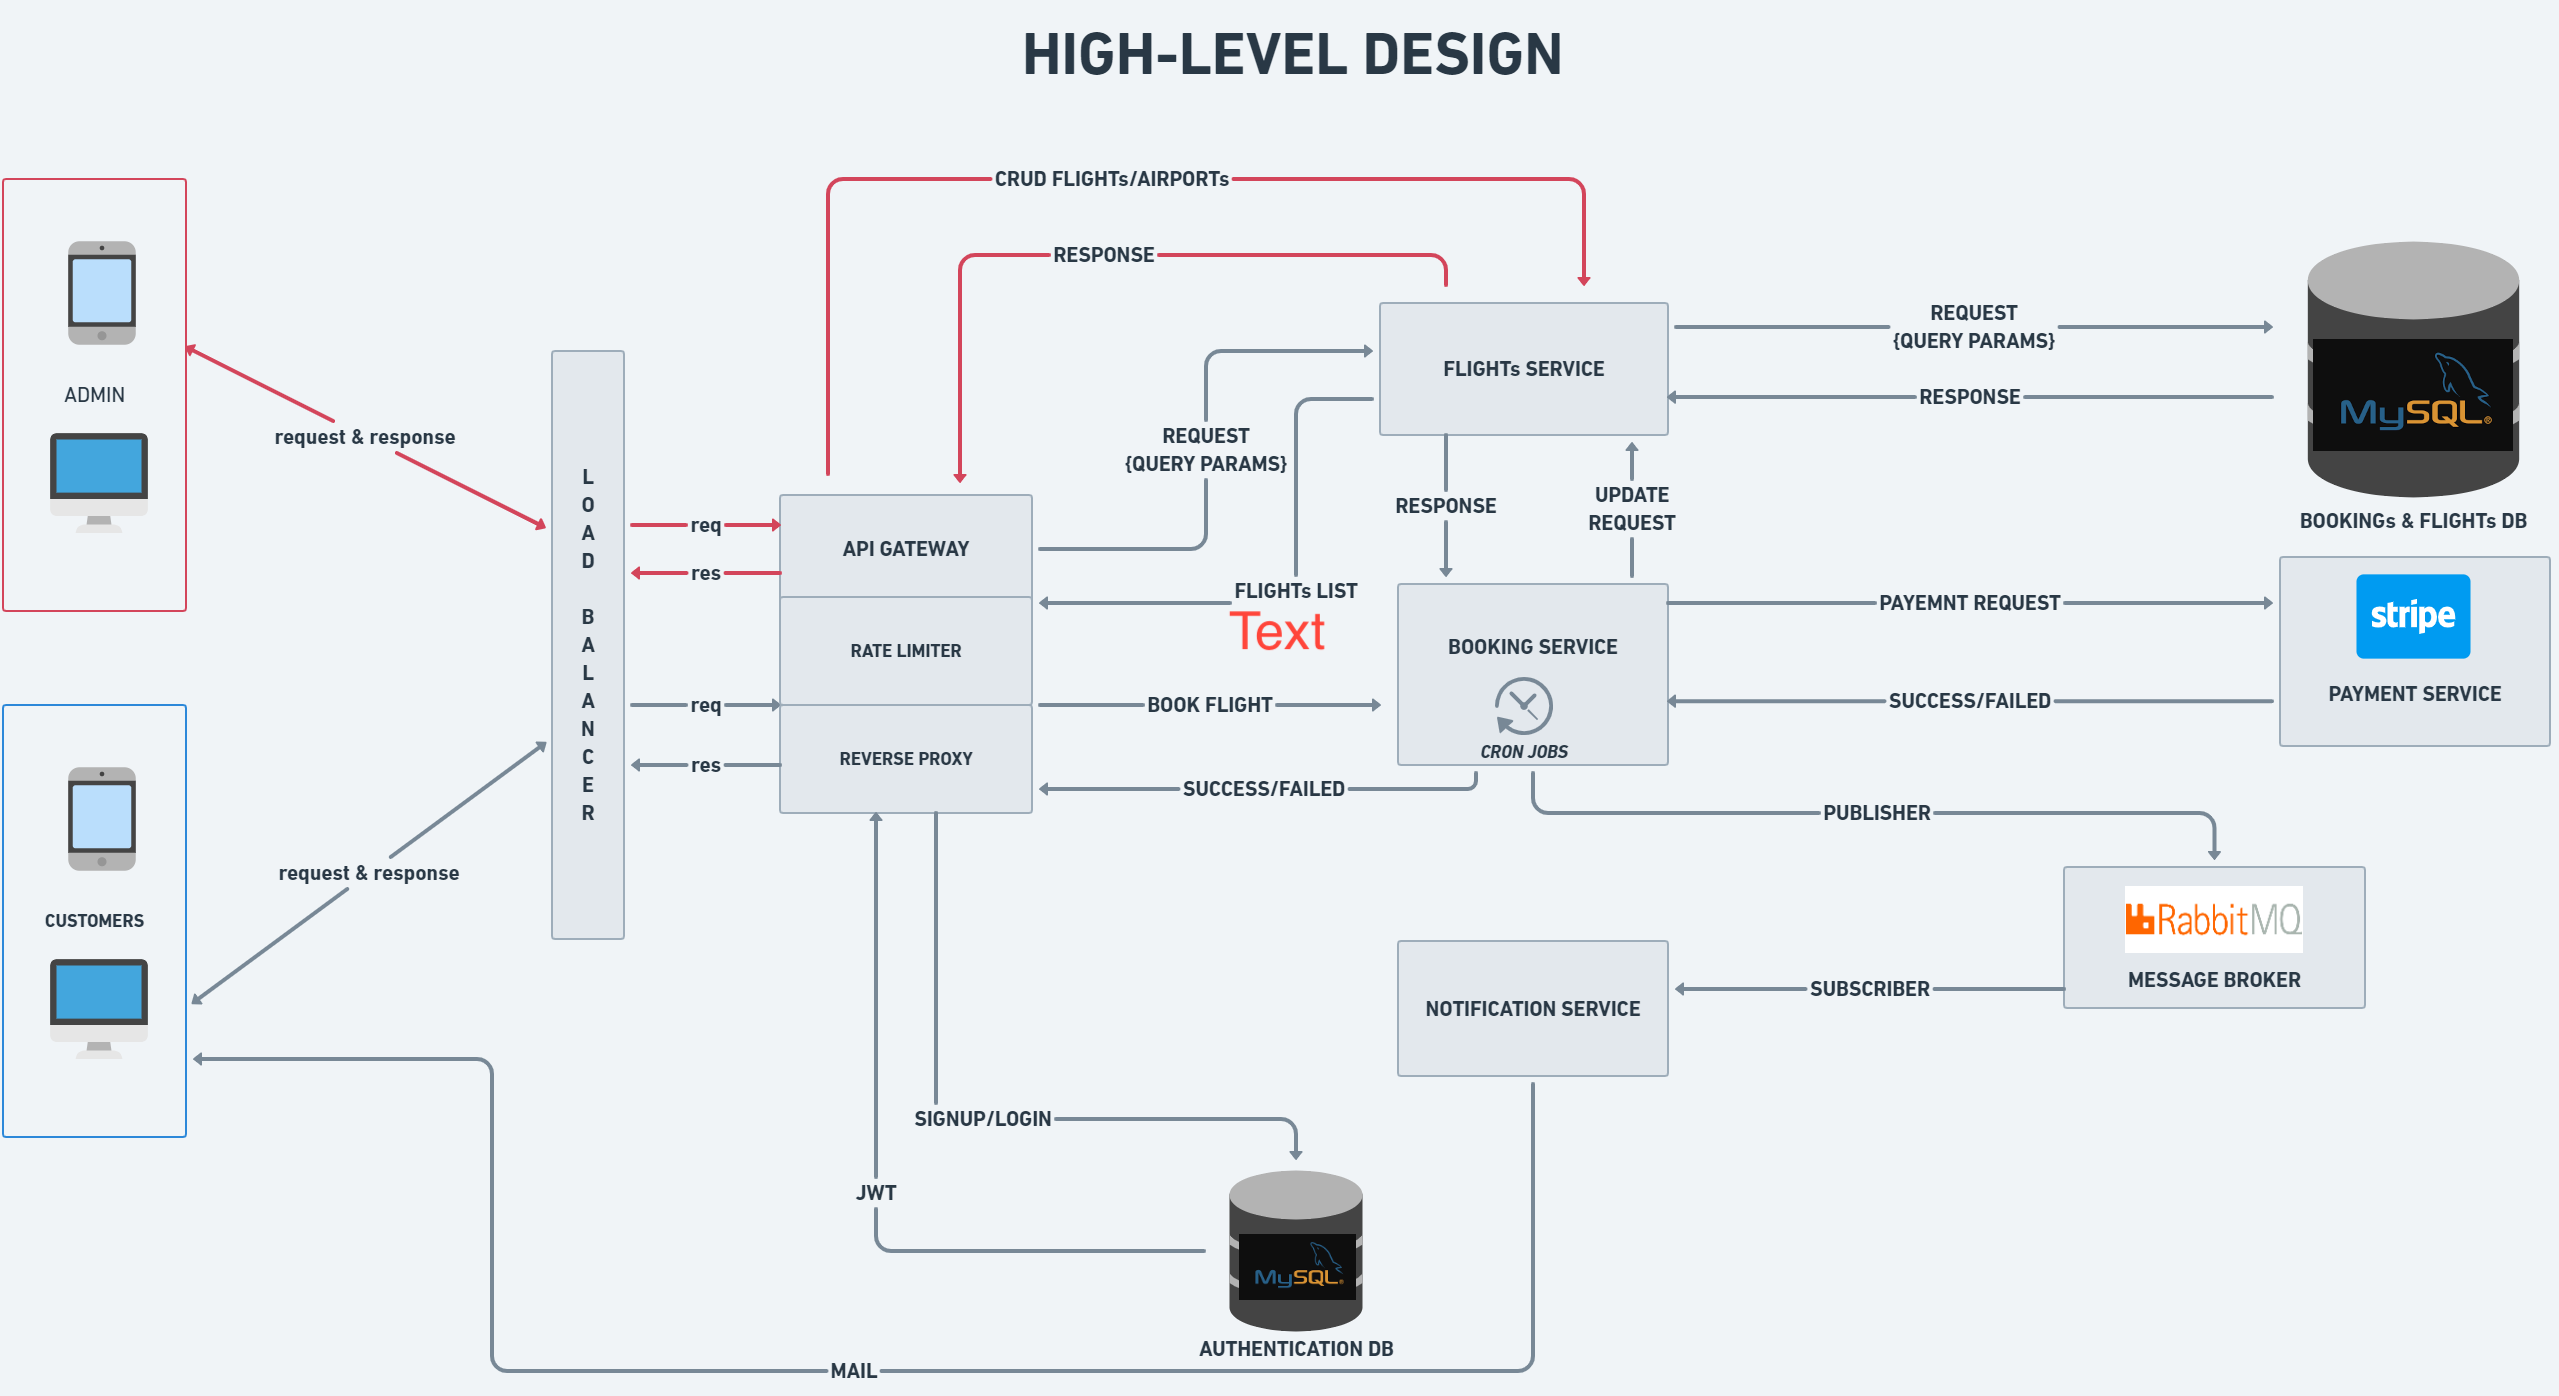 HIGH-LEVEL DESIGN
CRUD FLIGHTs/AIRPORTs
RESPONSE
ADMIN
request & response
LOAD BALANCER
req
res
API GATEWAY
RATE LIMITER
REVERSE PROXY
req
res
REQUEST
{QUERY PARAMS}
FLIGHTs LIST
Text
BOOK FLIGHT
SUCCESS/FAILED
FLIGHTs SERVICE
RESPONSE
UPDATE
REQUEST
BOOKING SERVICE
CRON JOBS
REQUEST
{QUERY PARAMS}
RESPONSE
MySQL®
BOOKINGs & FLIGHTs DB
PAYEMNT REQUEST
SUCCESS/FAILED
stripe
PAYMENT SERVICE
PUBLISHER
RabbitMQ
MESSAGE BROKER
SUBSCRIBER
NOTIFICATION SERVICE
request & response
CUSTOMERS
SIGNUP/LOGIN
JWT
MySQL®
AUTHENTICATION DB
MAIL